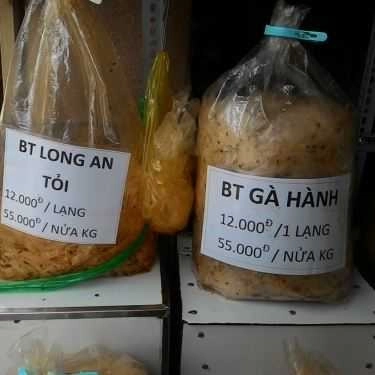 BT LONG AN
TỎI
12.000Đ/ LẠNG
55.000Đ/ NỬA KG
BT GÀ HÀNH
12.000Đ/1 LẠNG
55.000Đ/ NỬA KG